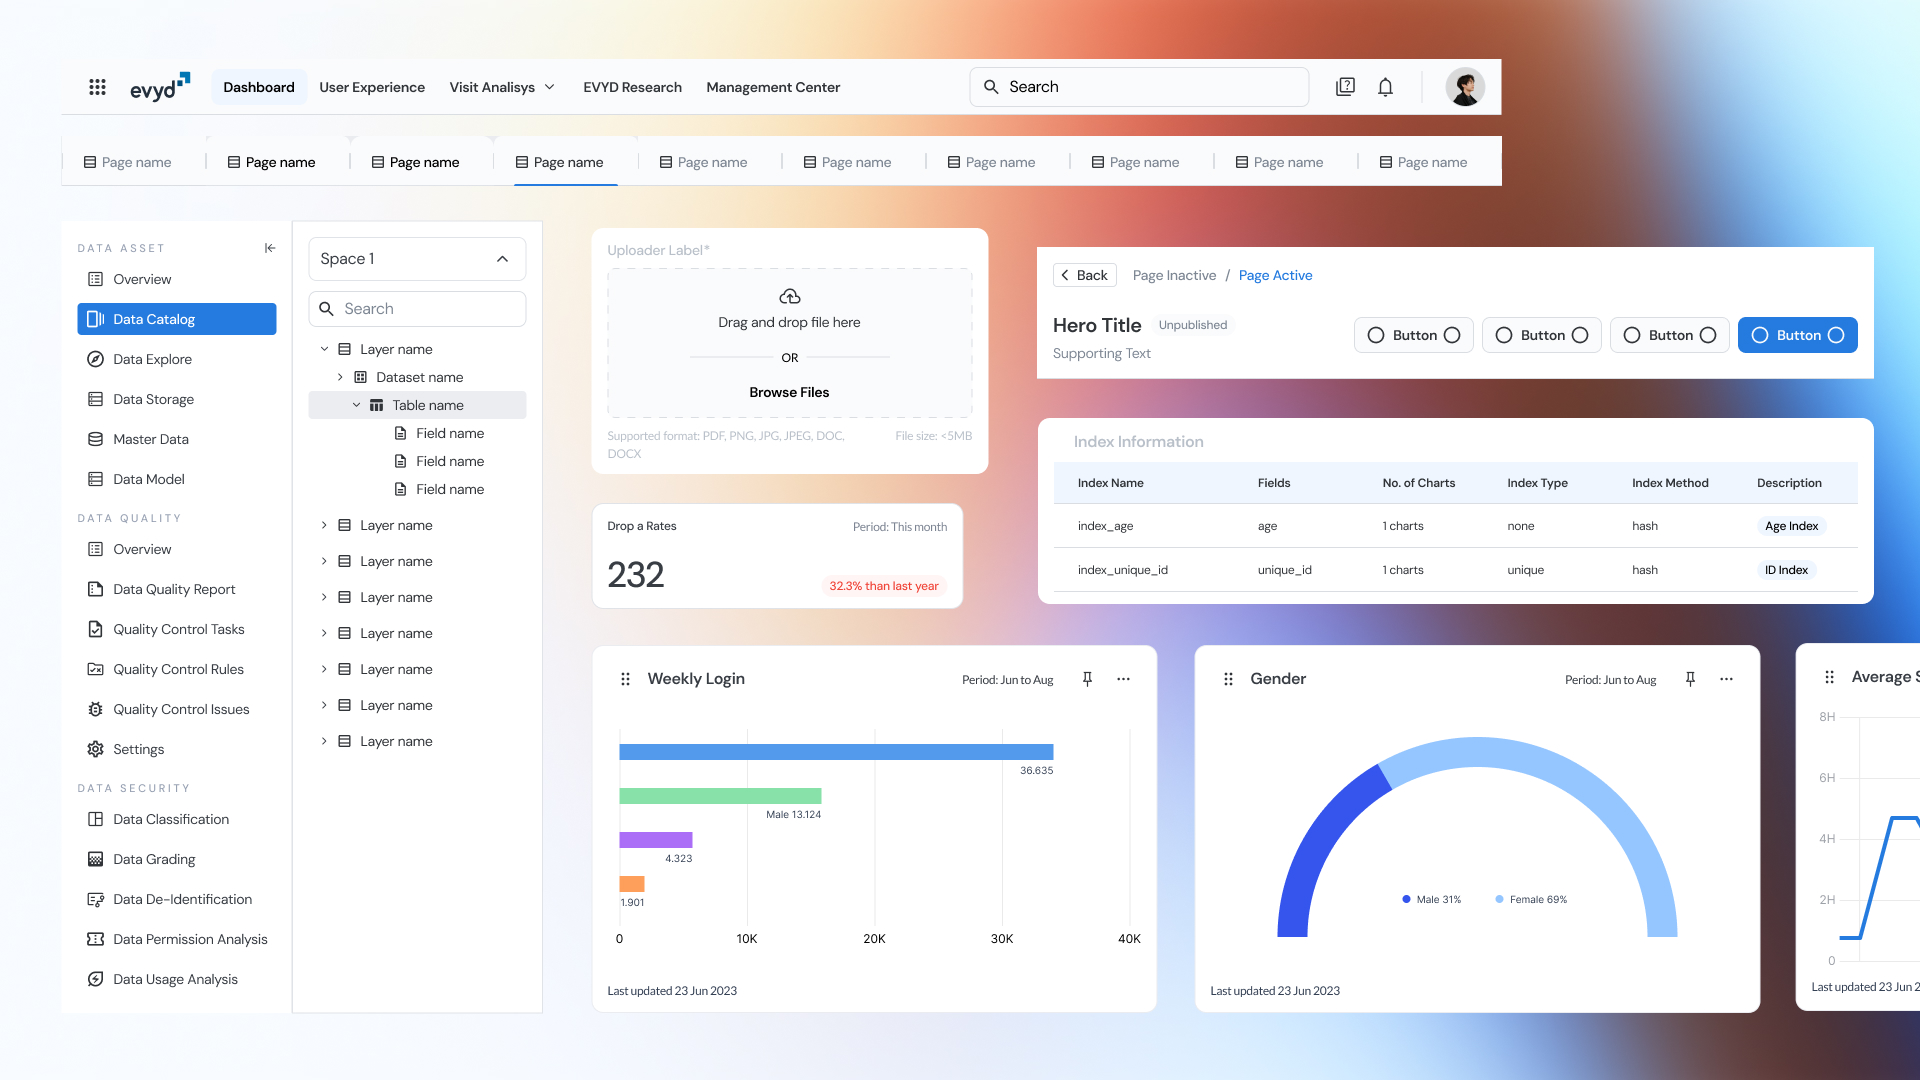 evyd
Dashboard
User Experience
Visit Analisys
EVYD Research
Management Center
Search
Page name
Page name
Page name
Page name
Page name
Page name
Page name
Page name
Page name
Page name
DATA ASSET
Overview
Data Catalog
Data Explore
Data Storage
Master Data
Data Model
DATA QUALITY
Overview
Data Quality Report
Quality Control Tasks
Quality Control Rules
Quality Control Issues
Settings
DATA SECURITY
Data Classification
Data Grading
Data De-Identification
Data Permission Analysis
Data Usage Analysis
Space 1
Search
Layer name
Dataset name
Table name
Field name
Field name
Field name
Layer name
Layer name
Layer name
Layer name
Layer name
Layer name
Layer name
Uploader Label*
Drag and drop file here
OR
Browse Files
Supported format: PDF, PNG, JPG, JPEG, DOC,
DOCX
File size: <5MB
Drop a Rates
Period: This month
232
32.3% than last year
Back
Page Inactive / Page Active
Hero Title
Unpublished
Supporting Text
Button
Button
Button
Button
Index Information
Index Name Fields No. of Charts Index Type Index Method Description
index_age age 1 charts none hash Age Index
index_unique_id unique_id 1 charts unique hash ID Index
Weekly Login
Period: Jun to Aug
36.635
Male 13.124
4.323
1.901
0 10K 20K 30K 40K
Last updated 23 Jun 2023
Gender
Period: Jun to Aug
Male 31%
Female 69%
Last updated 23 Jun 2023
Average
8H
6H
4H
2H
0
Last updated 23 Jun